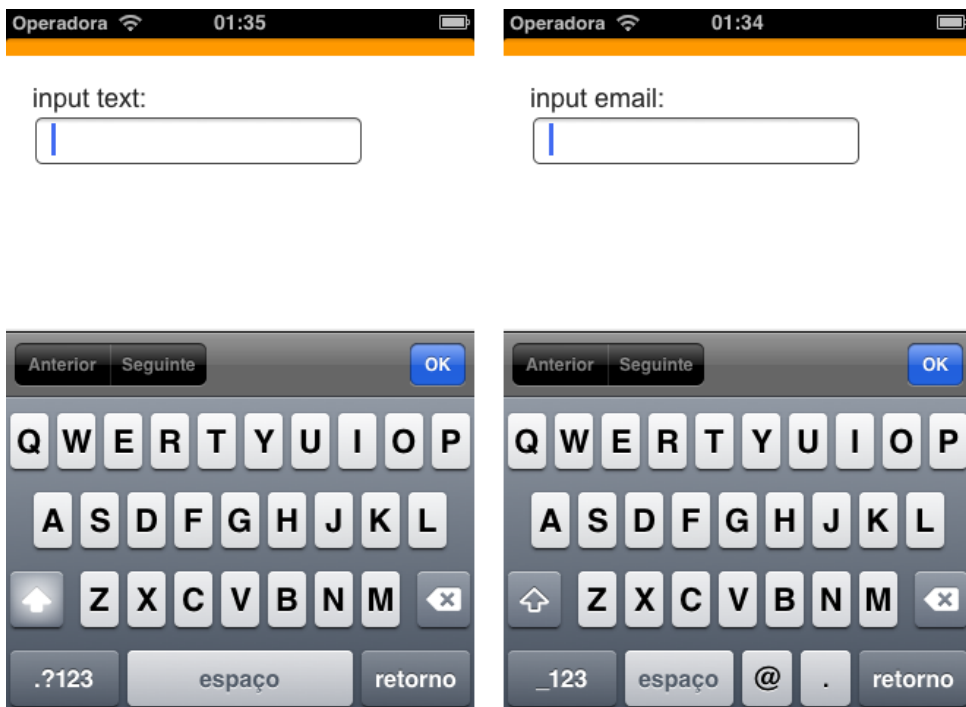 Operadora 01:35
input text:
Anterior Seguinte OK
Q W E R T Y U I O P
A S D F G H J K L
Z X C V B N M
.?123 espaço retorno
Operadora 01:34
input email:
Anterior Seguinte OK
Q W E R T Y U I O P
A S D F G H J K L
Z X C V B N M
_123 espaço @ . retorno